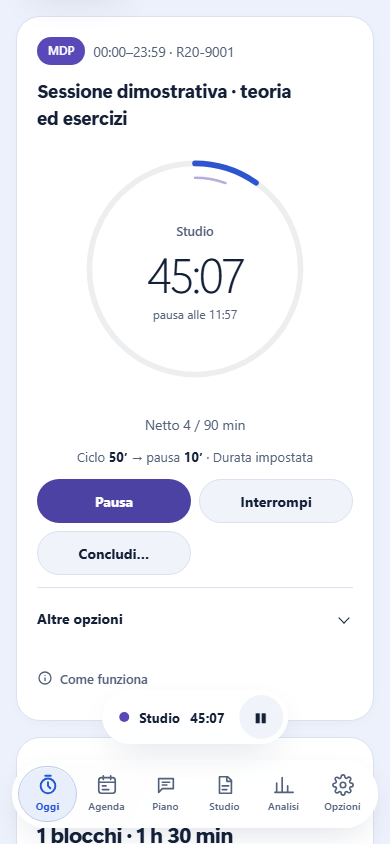 MDP 00:00–23:59 · R20-9001
Sessione dimostrativa · teoria
ed esercizi
Studio
45:07
pausa alle 11:57
Netto 4 / 90 min
Ciclo 50′ → pausa 10′ · Durata impostata
Pausa
Interrompi
Concludi…
Altre opzioni
Come funziona
Studio 45:07
Oggi
Agenda
Piano
Studio
Analisi
Opzioni
1 blocchi · 1 h 30 min